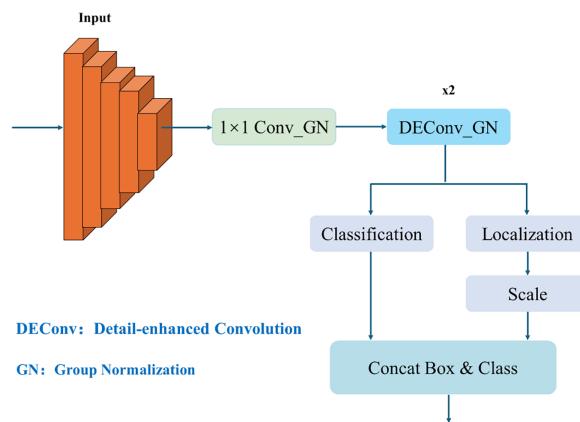 Input
x2
1×1 Conv_GN
DEConv_GN
Classification
Localization
Scale
DEConv：Detail-enhanced Convolution
GN：Group Normalization
Concat Box & Class